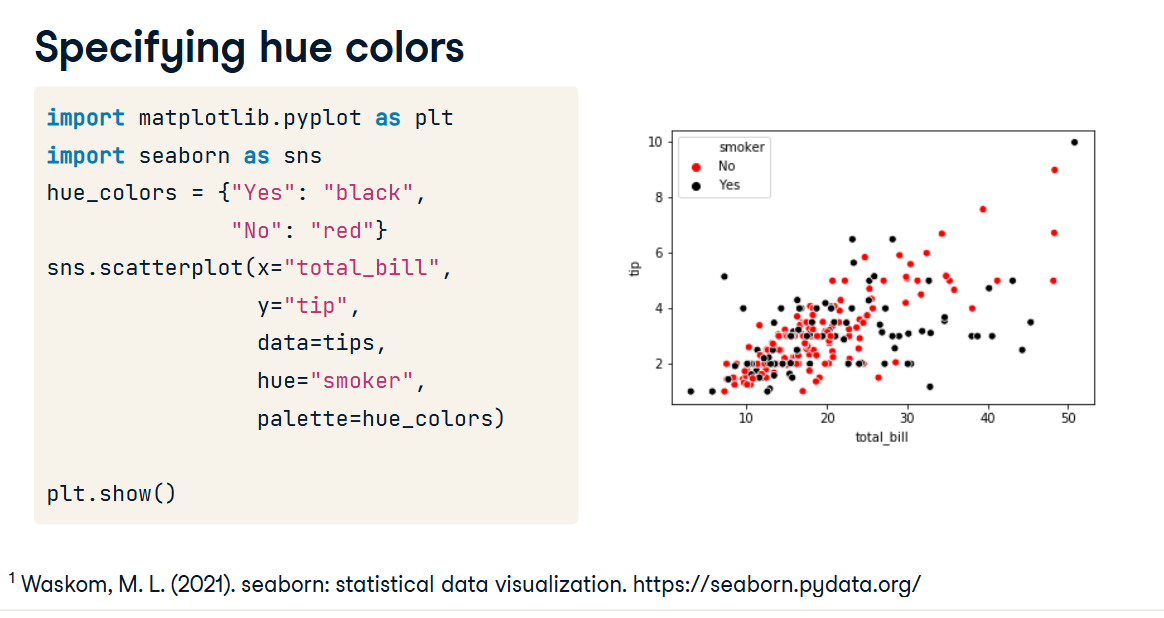 Specifying hue colors
import matplotlib.pyplot as plt
import seaborn as sns
hue_colors = {"Yes": "black",
"No": "red"}
sns.scatterplot(x="total_bill",
y="tip",
data=tips,
hue="smoker",
palette=hue_colors)
plt.show()
smoker
No
Yes
10
8
6
4
2
tip
10 20 30 40 50
total_bill
1 Waskom, M. L. (2021). seaborn: statistical data visualization. https://seaborn.pydata.org/